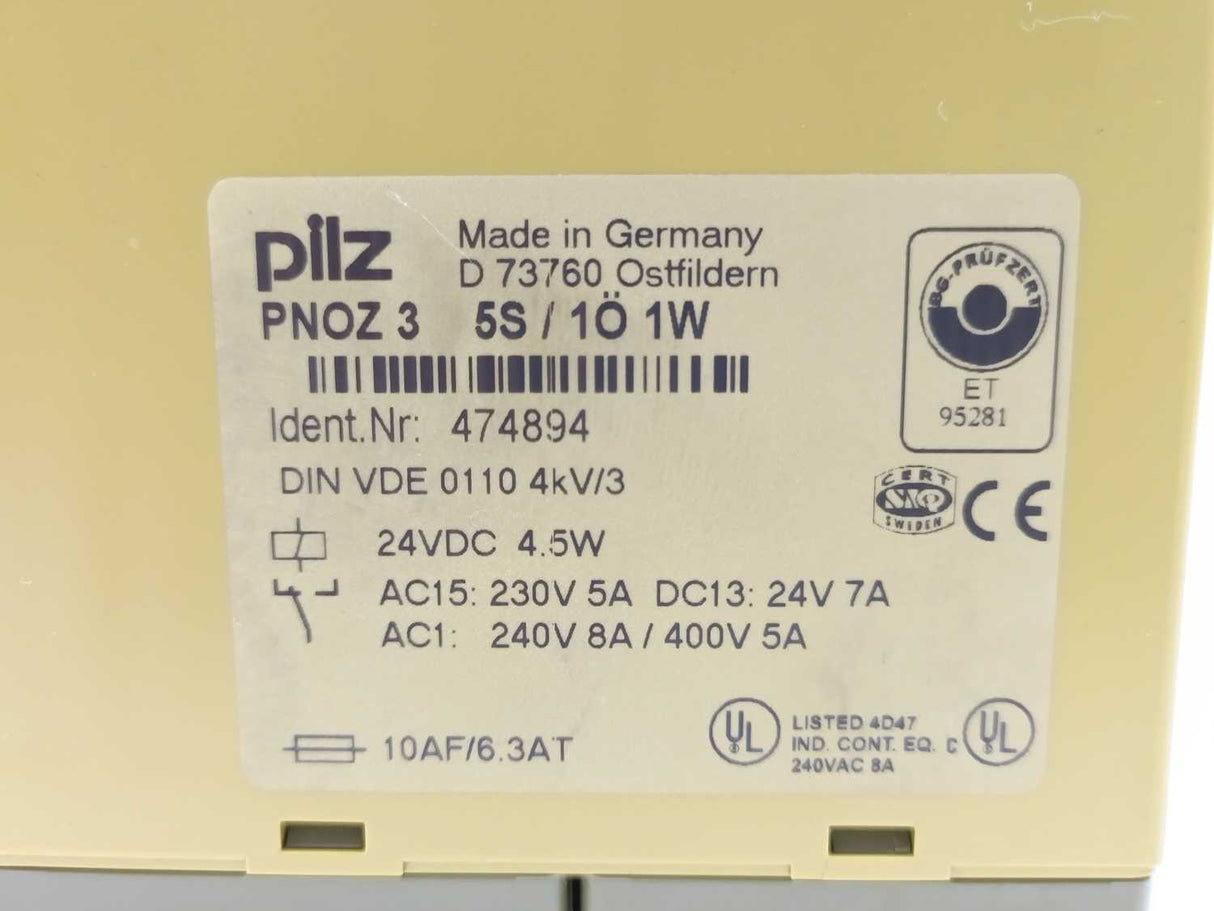 pilz
Made in Germany
D 73760 Ostfildern
PNOZ 3 5S / 1Ö 1W
Ident.Nr: 474894
DIN VDE 0110 4kV/3
24VDC 4.5W
AC15: 230V 5A DC13: 24V 7A
AC1: 240V 8A / 400V 5A
10AF/6.3AT
BG-PRÜFZERT
ET
95281
CERT
SWEDEN
CE
UL
LISTED 4D47
IND. CONT. EQ.
240VAC 8A
C UL